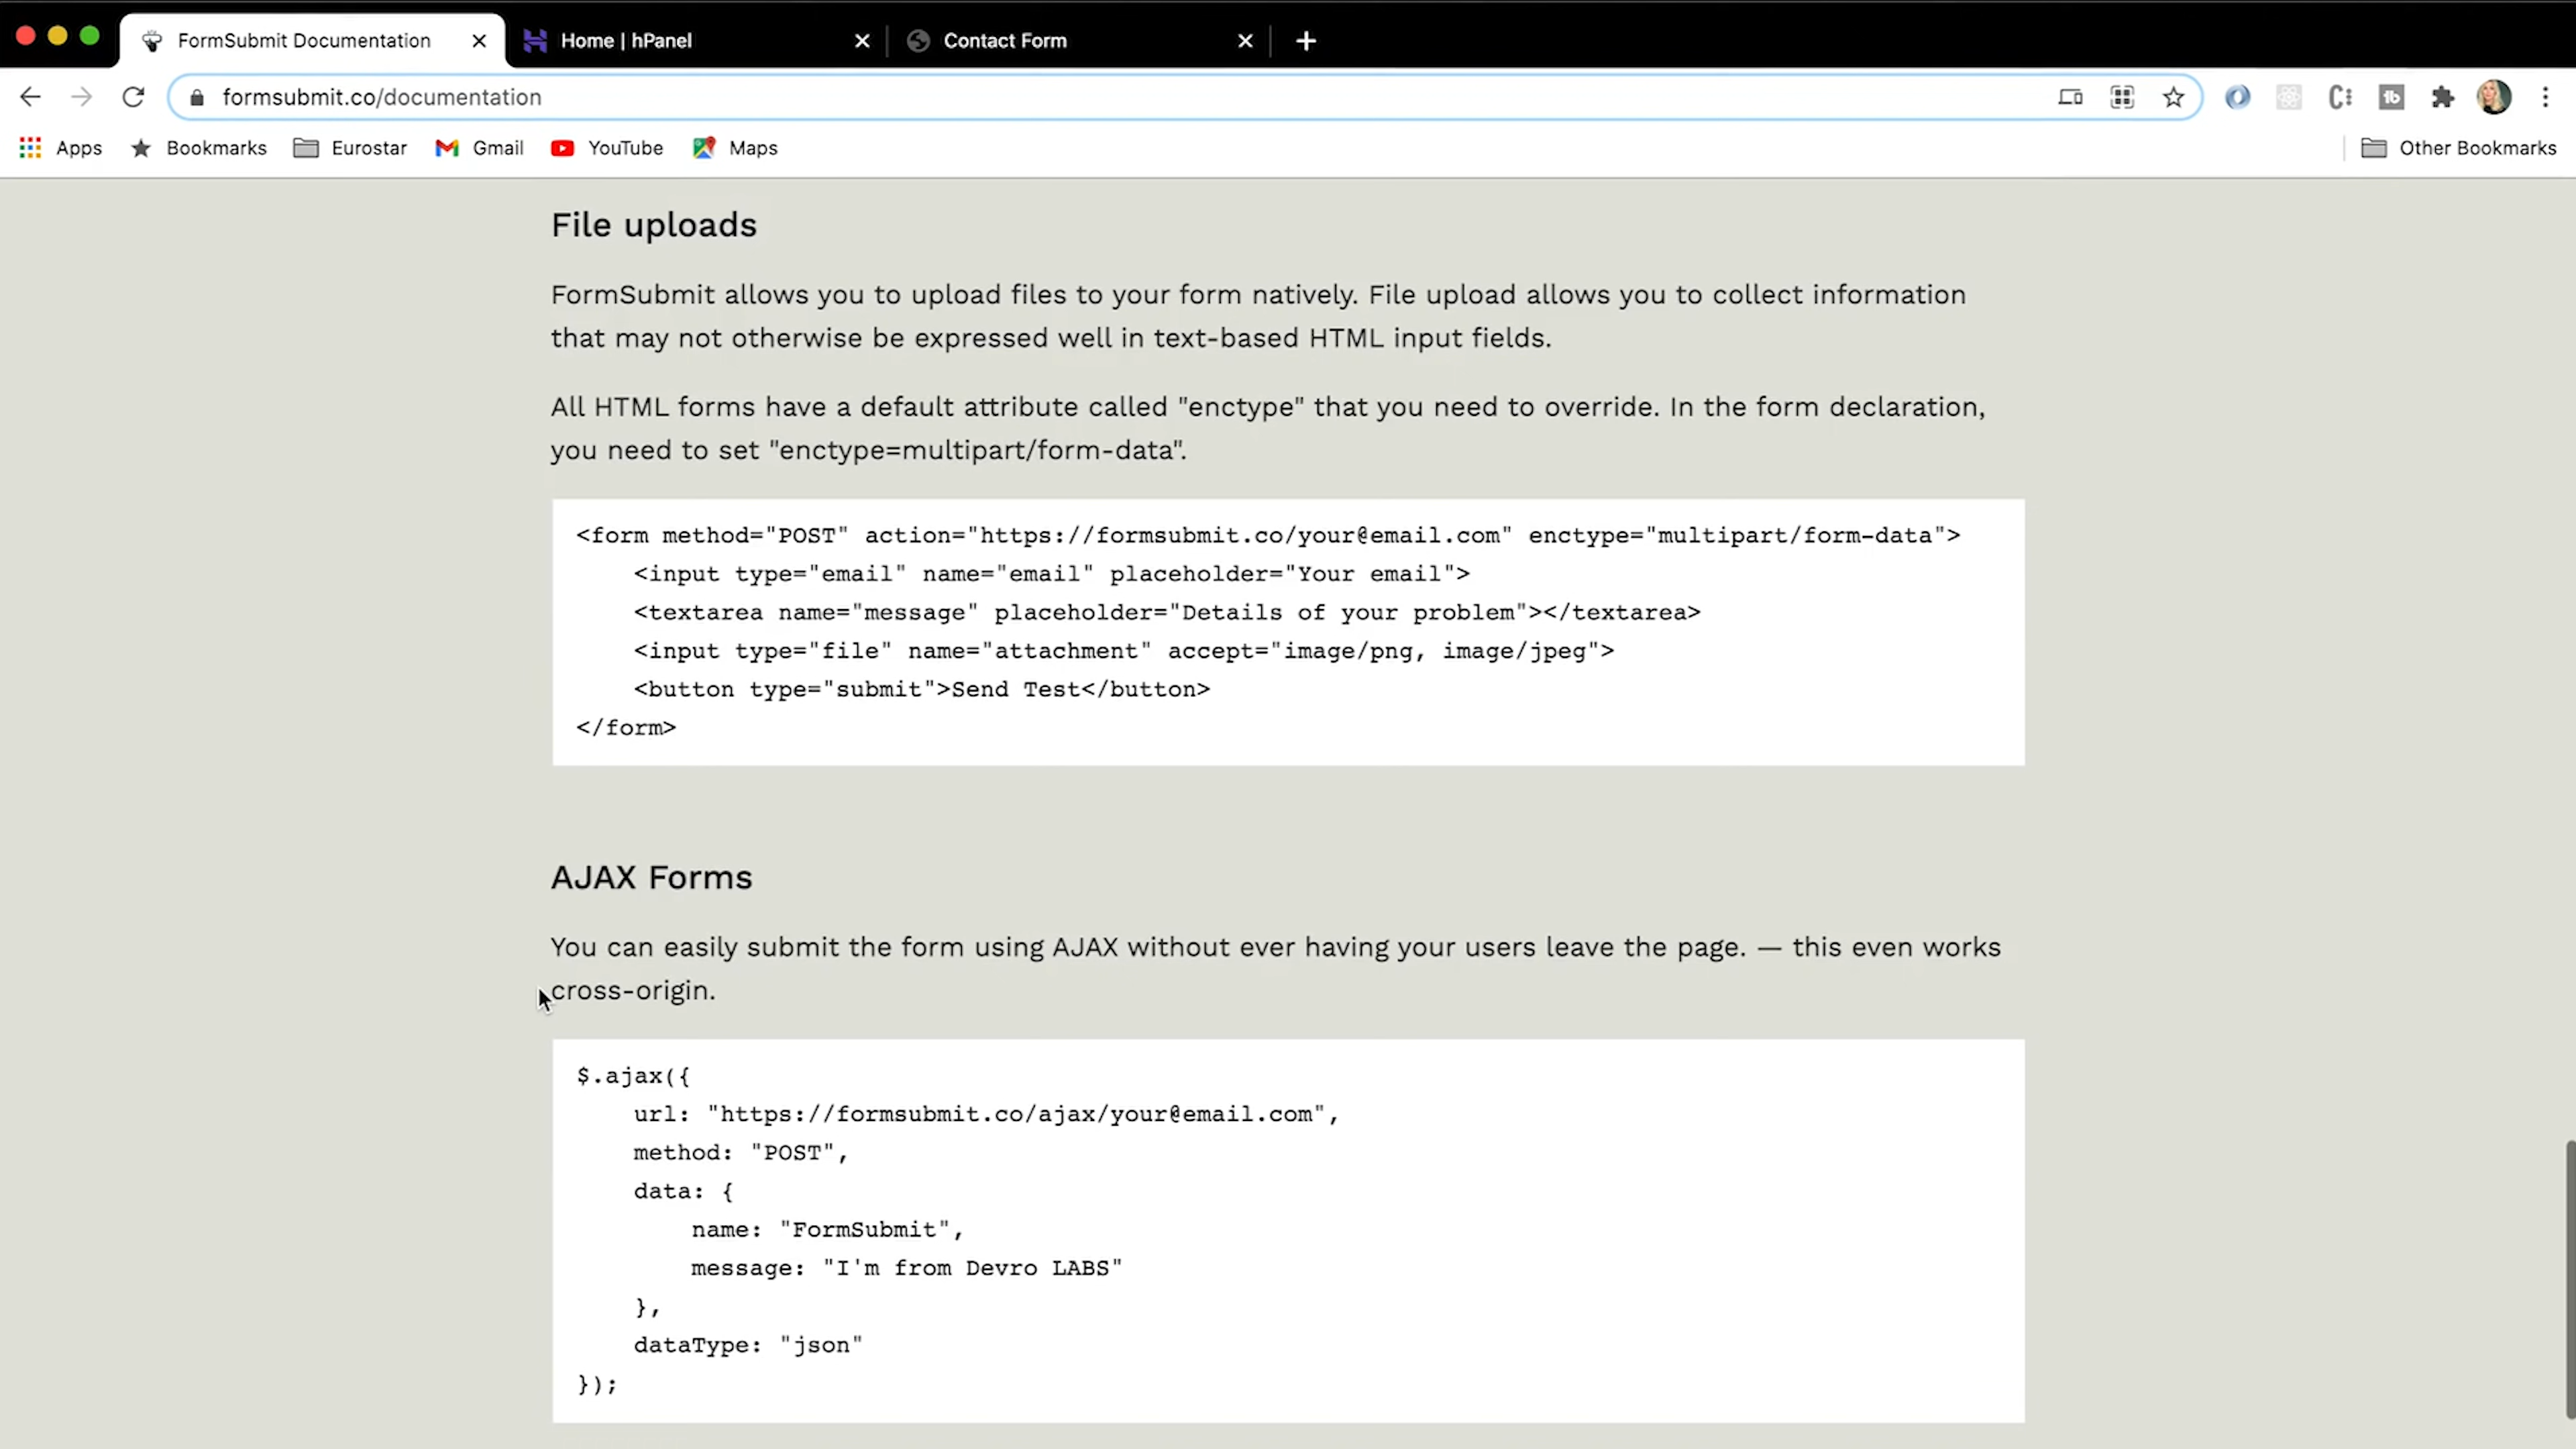 FormSubmit Documentation
Home | hPanel
Contact Form
formsubmit.co/documentation
Apps
Bookmarks
Eurostar
Gmail
YouTube
Maps
Other Bookmarks
File uploads
FormSubmit allows you to upload files to your form natively. File upload allows you to collect information
that may not otherwise be expressed well in text-based HTML input fields.
All HTML forms have a default attribute called "enctype" that you need to override. In the form declaration,
you need to set "enctype=multipart/form-data".
<form method="POST" action="https://formsubmit.co/your@email.com" enctype="multipart/form-data">
    <input type="email" name="email" placeholder="Your email">
    <textarea name="message" placeholder="Details of your problem"></textarea>
    <input type="file" name="attachment" accept="image/png, image/jpeg">
    <button type="submit">Send Test</button>
</form>
AJAX Forms
You can easily submit the form using AJAX without ever having your users leave the page. — this even works
cross-origin.
$.ajax({
    url: "https://formsubmit.co/ajax/your@email.com",
    method: "POST",
    data: {
        name: "FormSubmit",
        message: "I'm from Devro LABS"
    },
    dataType: "json"
});